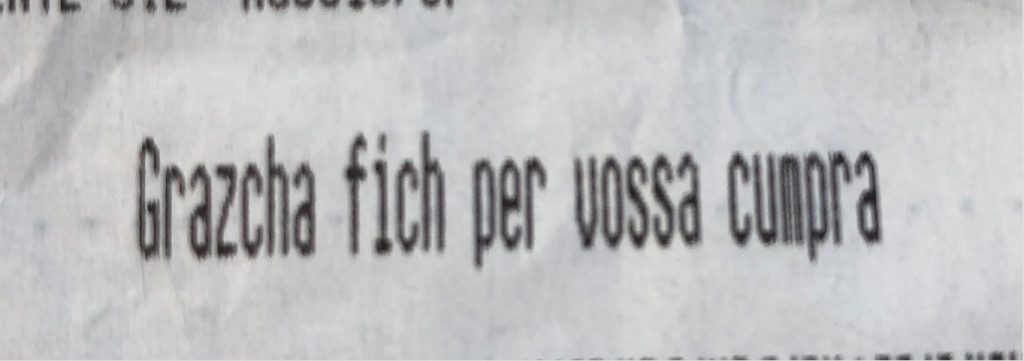 Grazcha fich per vossa cumpra